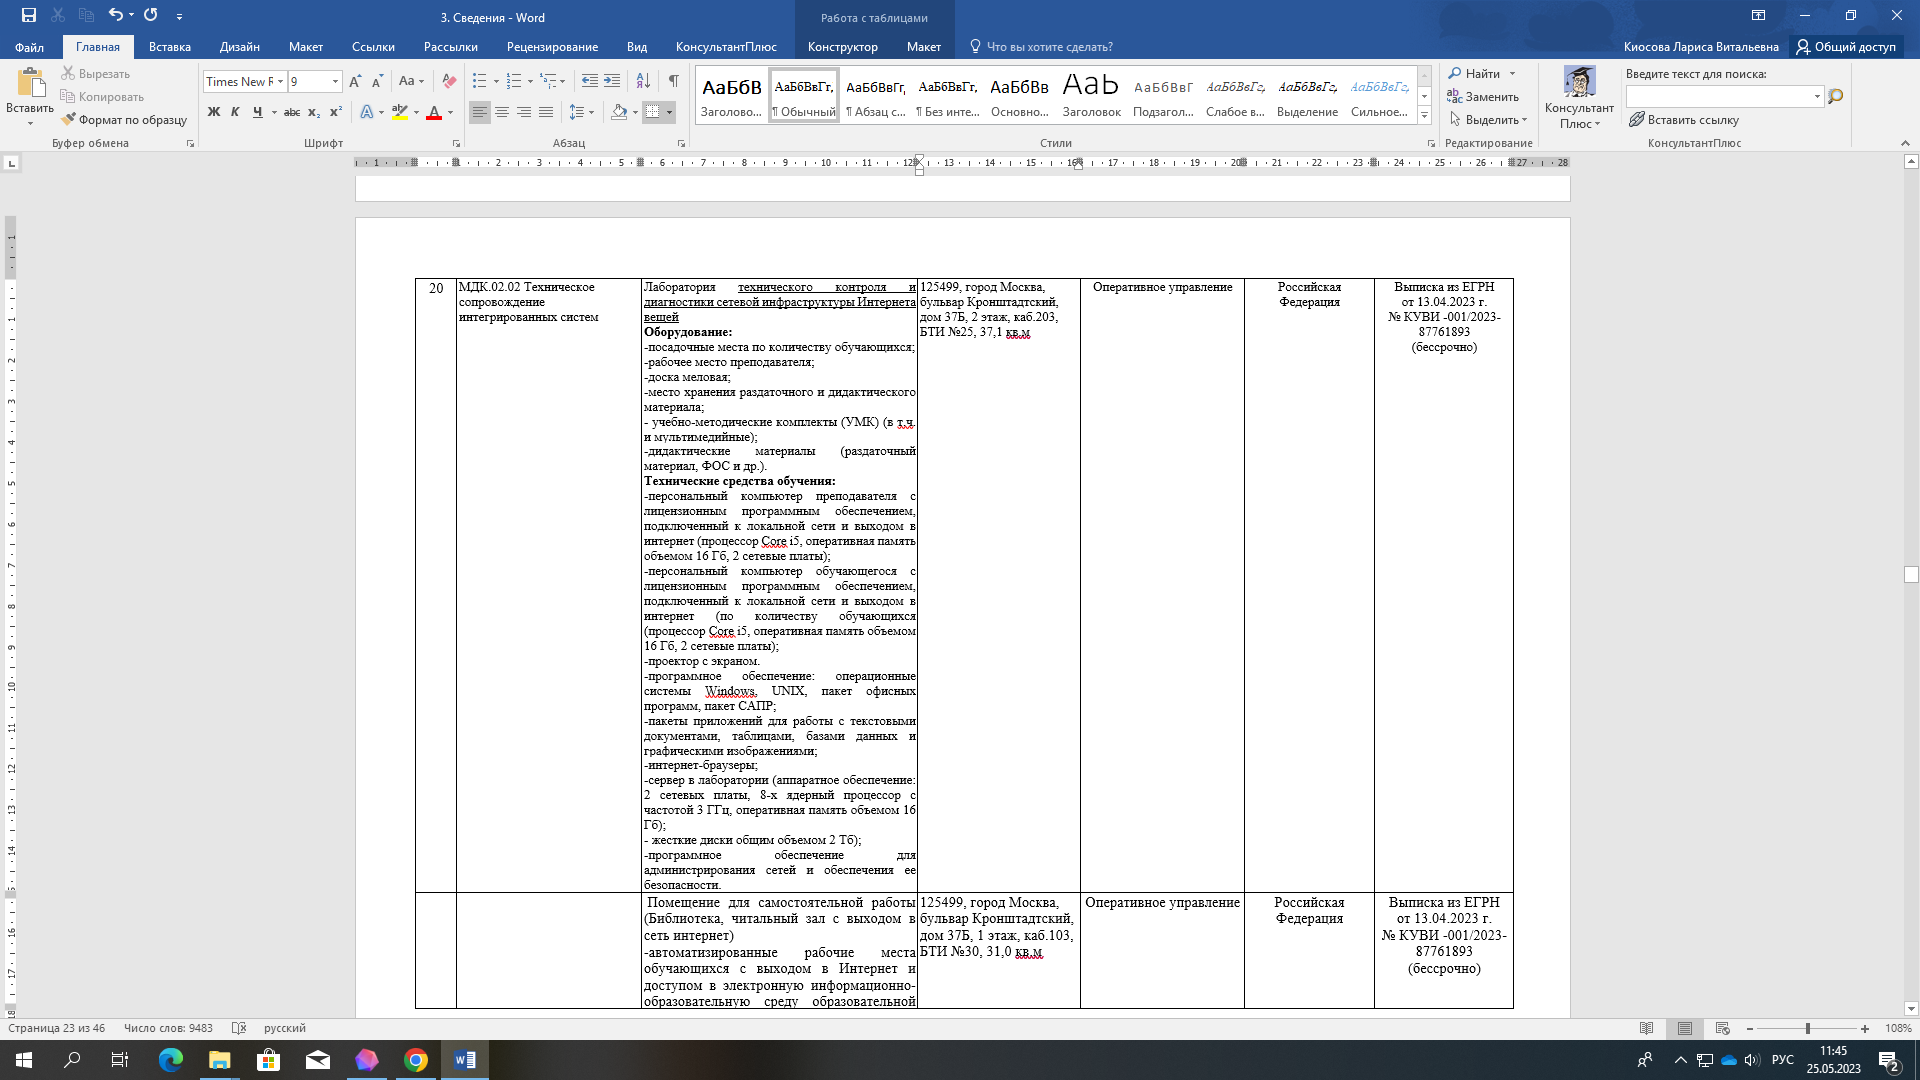 3. Сведения - Word
Работа с таблицами
Файл
Главная
Вставка
Дизайн
Макет
Ссылки
Рассылки
Рецензирование
Вид
КонсультантПлюс
Конструктор
Макет
Что вы хотите сделать?
Киосова Лариса Витальевна
Общий доступ
Вставить
Вырезать
Копировать
Формат по образцу
Буфер обмена
Times New R
9
Шрифт
Абзац
АаБбВ
Заголово...
АаБбВвГг,
¶ Обычный
АаБбВвГг,
¶ Абзац с...
АаБбВвГг,
¶ Без инте...
АаБбВв
Основно...
АаБ
Заголовок
АаБбВвГ
Подзагол...
АаБбВвГг,
Слабое в...
АаБбВвГг,
Выделение
АаБбВвГг,
Сильное...
Стили
Найти
Заменить
Выделить
Редактирование
Консультант
Плюс
Введите текст для поиска:
Вставить ссылку
КонсультантПлюс
20
МДК.02.02 Техническое
сопровождение
интегрированных систем
Лаборатория технического контроля и
диагностики сетевой инфраструктуры Интернета
вещей
Оборудование:
-посадочные места по количеству обучающихся;
-рабочее место преподавателя;
-доска меловая;
-место хранения раздаточного и дидактического
материала;
- учебно-методические комплекты (УМК) (в т.ч.
и мультимедийные);
-дидактические материалы (раздаточный
материал, ФОС и др.).
Технические средства обучения:
-персональный компьютер преподавателя с
лицензионным программным обеспечением,
подключенный к локальной сети и выходом в
интернет (процессор Core i5, оперативная память
объемом 16 Гб, 2 сетевые платы);
-персональный компьютер обучающегося с
лицензионным программным обеспечением,
подключенный к локальной сети и выходом в
интернет (по количеству обучающихся
(процессор Core i5, оперативная память объемом
16 Гб, 2 сетевые платы);
-проектор с экраном.
-программное обеспечение: операционные
системы Windows, UNIX, пакет офисных
программ, пакет САПР;
-пакеты приложений для работы с текстовыми
документами, таблицами, базами данных и
графическими изображениями;
-интернет-браузеры;
-сервер в лаборатории (аппаратное обеспечение:
2 сетевых платы, 8-х ядерный процессор с
частотой 3 ГГц, оперативная память объемом 16
Гб);
- жесткие диски общим объемом 2 Тб);
-программное обеспечение для
администрирования сетей и обеспечения ее
безопасности.
125499, город Москва,
бульвар Кронштадтский,
дом 37Б, 2 этаж, каб.203,
БТИ №25, 37,1 кв.м
Оперативное управление
Российская
Федерация
Выписка из ЕГРН
от 13.04.2023 г.
№ КУВИ -001/2023-
87761893
(бессрочно)
Помещение для самостоятельной работы
(Библиотека, читальный зал с выходом в
сеть интернет)
-автоматизированные рабочие места
обучающихся с выходом в Интернет и
доступом в электронную информационно-
образовательную среду образовательной
125499, город Москва,
бульвар Кронштадтский,
дом 37Б, 1 этаж, каб.103,
БТИ №30, 31,0 кв.м
Оперативное управление
Российская
Федерация
Выписка из ЕГРН
от 13.04.2023 г.
№ КУВИ -001/2023-
87761893
(бессрочно)
Страница 23 из 46
Число слов: 9483
русский
108%
РУС
11:45
25.05.2023
2